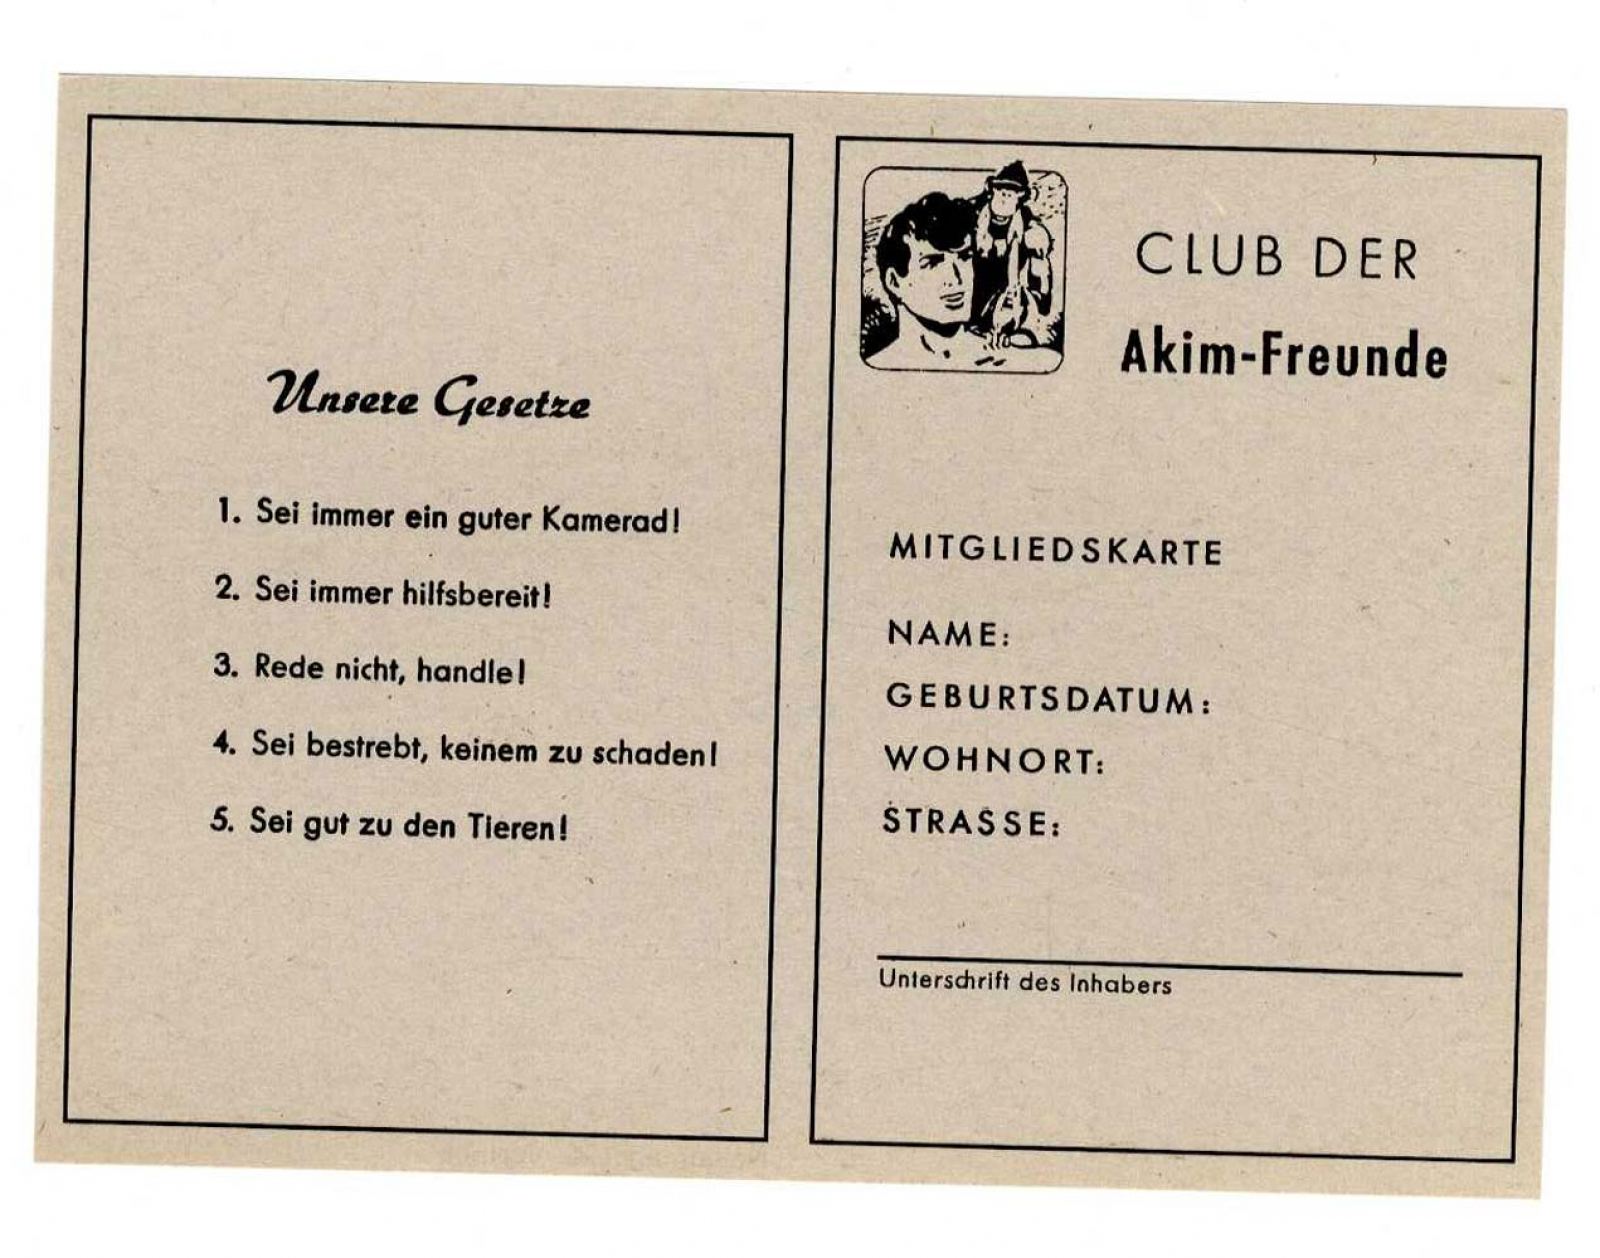 Unsere Gesetze
1. Sei immer ein guter Kamerad!
2. Sei immer hilfsbereit!
3. Rede nicht, handle!
4. Sei bestrebt, keinem zu schaden!
5. Sei gut zu den Tieren!
CLUB DER
Akim-Freunde
MITGLIEDSKARTE
NAME:
GEBURTSDATUM:
WOHNORT:
STRASSE:
Unterschrift des Inhabers